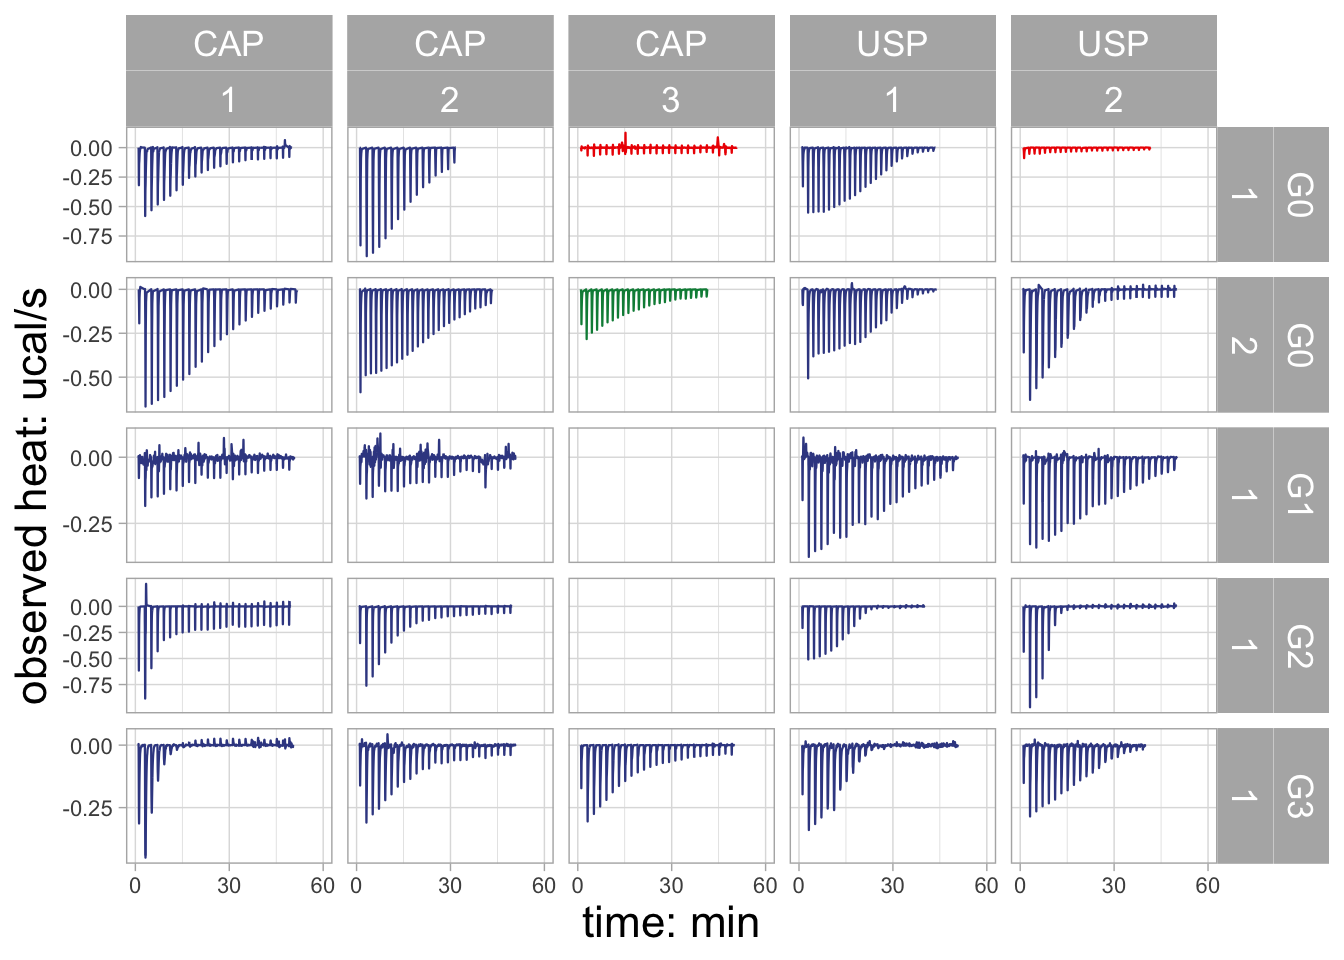 CAP CAP CAP USP USP
1 2 3 1 2
0.00
-0.25
-0.50
-0.75
1 G0
0.00
-0.25
-0.50
2 G0
0.00
-0.25
1 G1
0.00
-0.25
-0.50
-0.75
1 G2
0.00
-0.25
1 G3
observed heat: ucal/s
0 30 60 0 30 60 0 30 60 0 30 60 0 30 60
time: min